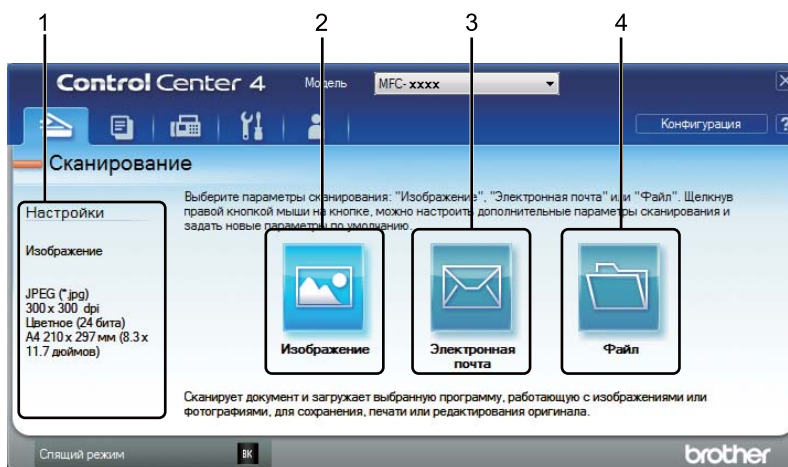 1 2 3 4
Control Center 4 Модель MFC-xxxx
Конфигурация ?
Сканирование
Выберите параметры сканирования: "Изображение", "Электронная почта" или "Файл". Щелкнув
правой кнопкой мыши на кнопке, можно настроить дополнительные параметры сканирования и
задать новые параметры по умолчанию.
Настройки
Изображение
JPEG (*.jpg)
300 x 300 dpi
Цветное (24 бита)
A4 210 x 297 мм (8.3 x
11.7 дюймов)
Изображение
Электронная
почта
Файл
Сканирует документ и загружает выбранную программу, работающую с изображениями или
фотографиями, для сохранения, печати или редактирования оригинала.
Спящий режим BK brother